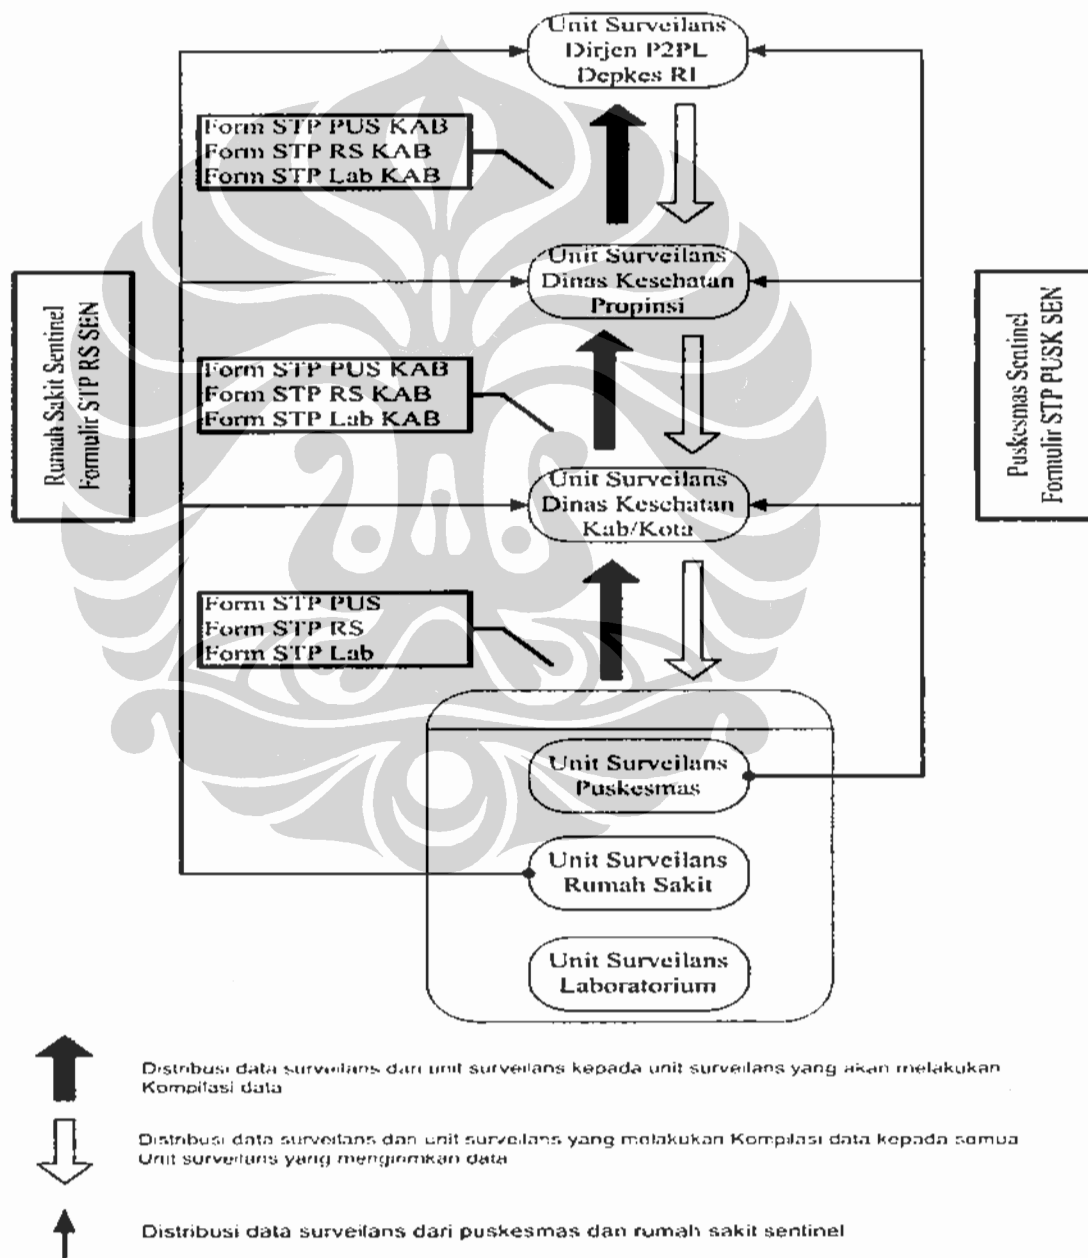 Unit Surveilans
Dirjen P2PL
Depkes RI
Form STP PUS KAB
Form STP RS KAB
Form STP Lab KAB
Unit Surveilans
Dinas Kesehatan
Propinsi
Rumah Sakit Sentinel
Formulir STP RS SEN
Puskesmas Sentinel
Formulir STP PUSK SEN
Form STP PUS KAB
Form STP RS KAB
Form STP Lab KAB
Unit Surveilans
Dinas Kesehatan
Kab/Kota
Form STP PUS
Form STP RS
Form STP Lab
Unit Surveilans
Puskesmas
Unit Surveilans
Rumah Sakit
Unit Surveilans
Laboratorium
Distribusi data surveilans dari unit surveilans kepada unit surveilans yang akan melakukan
Kompilasi data
Distribusi data surveilans dari unit surveilans yang melakukan Kompilasi data kepada semua
Unit surveilans yang mengirimkan data
Distribusi data surveilans dari puskesmas dan rumah sakit sentinel